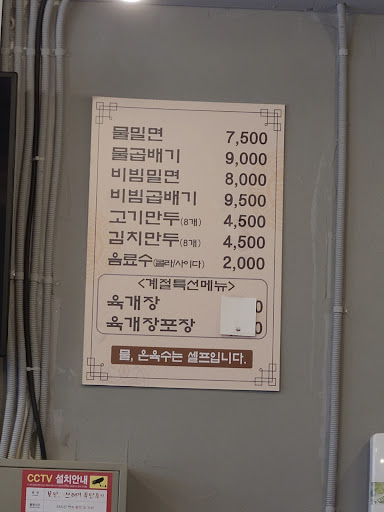 물밀면 7,500
물곱배기 9,000
비빔밀면 8,000
비빔곱배기 9,500
고기만두(8개) 4,500
김치만두(8개) 4,500
음료수(콜라/사이다) 2,000
<계절특선메뉴>
육개장 0
육개장포장 0
물, 온육수는 셀프입니다.
CCTV 설치안내